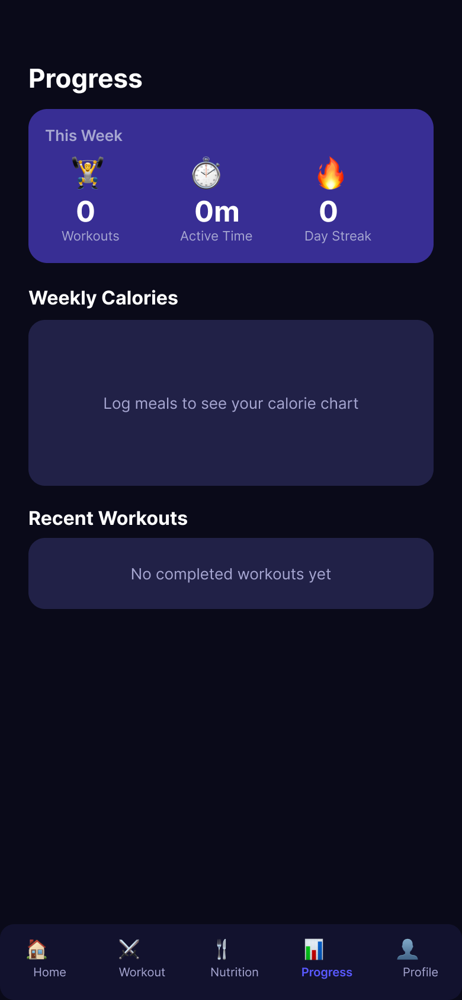 Progress
This Week
0 0m 0
Workouts Active Time Day Streak
Weekly Calories
Log meals to see your calorie chart
Recent Workouts
No completed workouts yet
Home Workout Nutrition Progress Profile